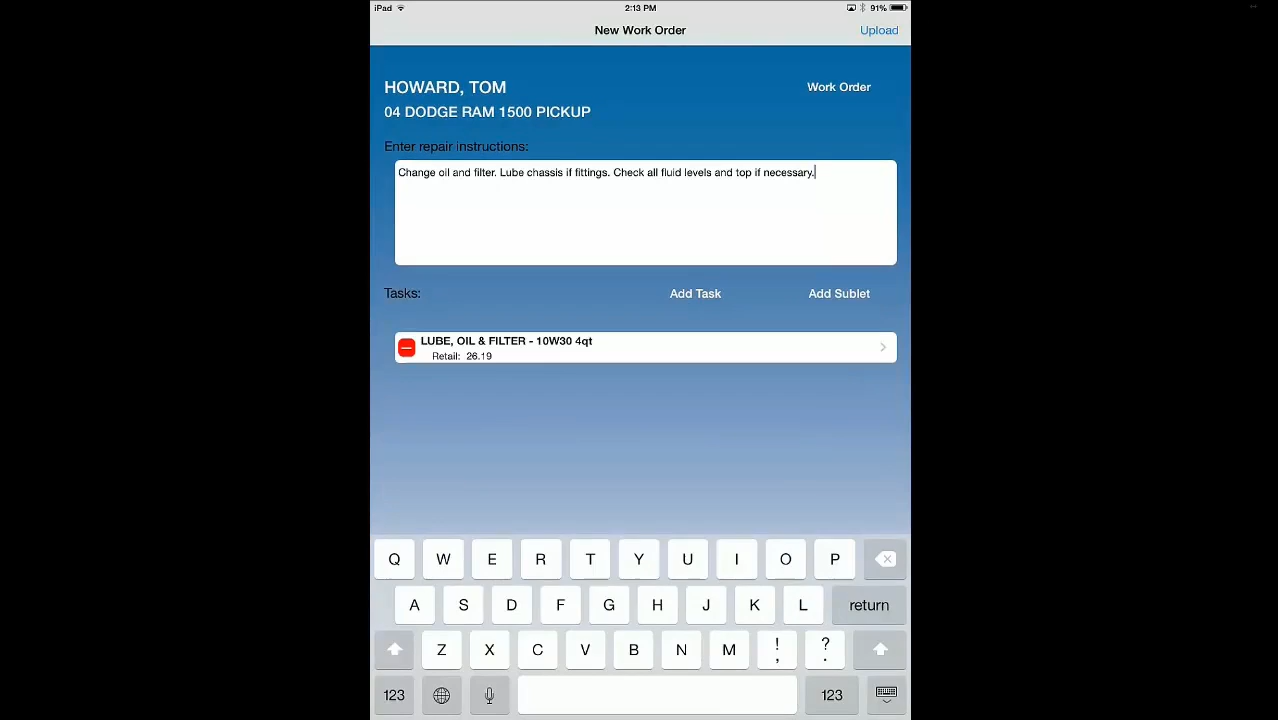 iPad 2:13 PM 91%
New Work Order Upload
HOWARD, TOM Work Order
04 DODGE RAM 1500 PICKUP
Enter repair instructions:
Change oil and filter. Lube chassis if fittings. Check all fluid levels and top if necessary.
Tasks: Add Task Add Sublet
LUBE, OIL & FILTER - 10W30 4qt
Retail: 26.19
Q W E R T Y U I O P
A S D F G H J K L return
Z X C V B N M ! , ? .
123 123